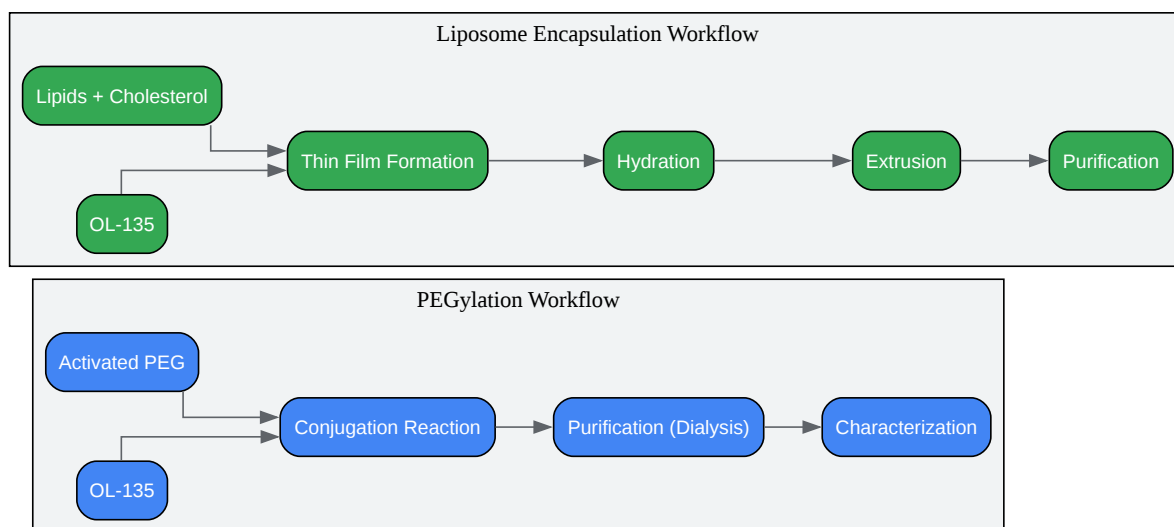 Liposome Encapsulation Workflow
Lipids + Cholesterol
OL-135
Thin Film Formation
Hydration
Extrusion
Purification
PEGylation Workflow
Activated PEG
OL-135
Conjugation Reaction
Purification (Dialysis)
Characterization